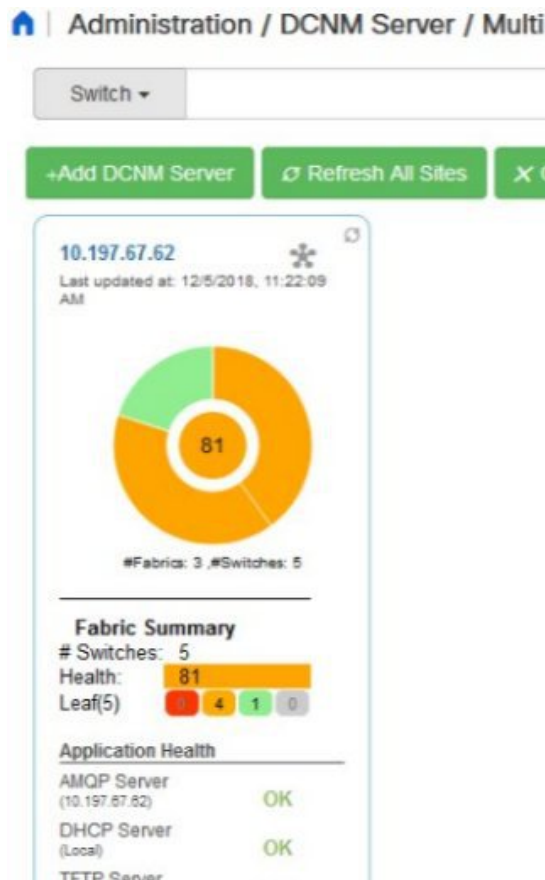 Administration / DCNM Server / Multi
Switch
+Add DCNM Server
Refresh All Sites
10.197.67.62
Last updated at: 12/5/2018, 11:22:09
AM
81
#Fabrics: 3 ,#Switches: 5
Fabric Summary
# Switches: 5
Health: 81
Leaf(5) 0 4 1 0
Application Health
AMQP Server
(10.197.67.62) OK
DHCP Server
(Local) OK
TFTP Server